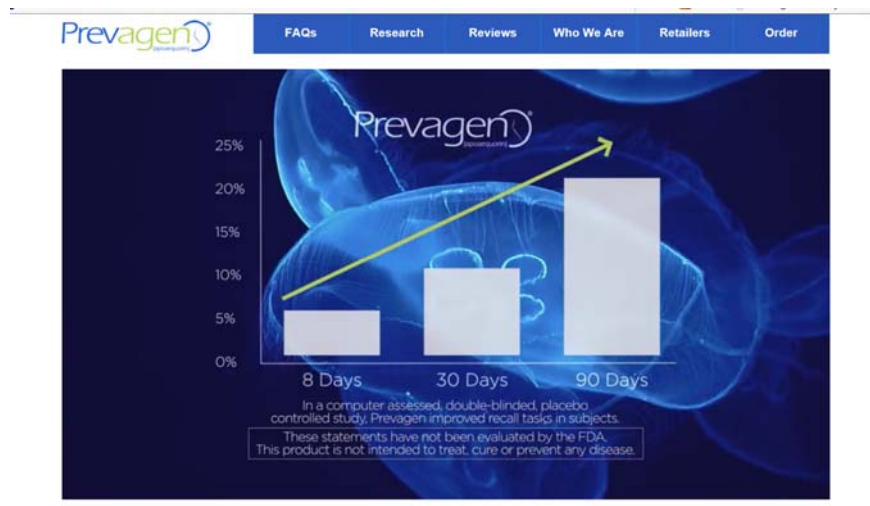 Prevagen®
FAQs Research Reviews Who We Are Retailers Order
Prevagen®
25%
20%
15%
10%
5%
0%
8 Days 30 Days 90 Days
In a computer assessed, double-blinded, placebo
controlled study, Prevagen improved recall tasks in subjects.
These statements have not been evaluated by the FDA.
This product is not intended to treat, cure or prevent any disease.